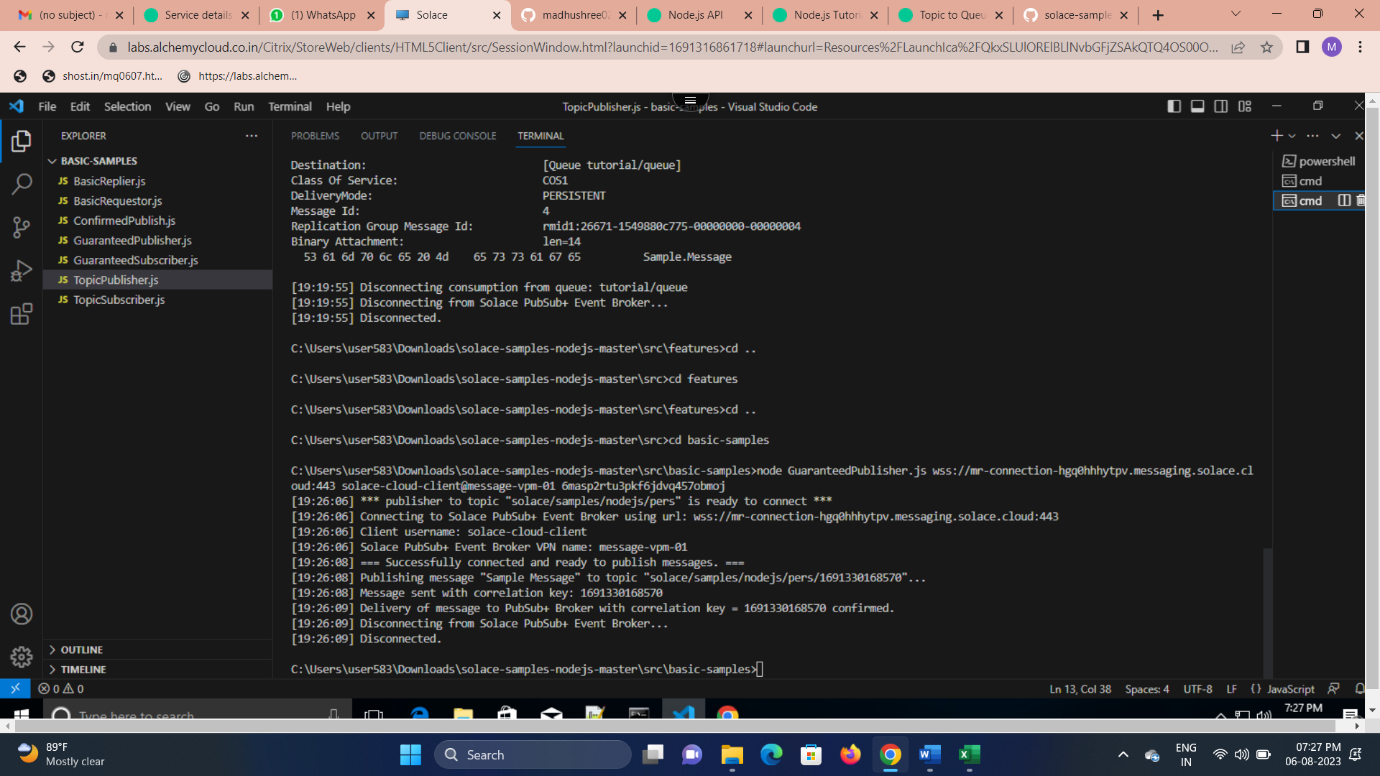 (no subject) -
Service details
(1) WhatsApp
Solace
madhushree02
Node.js API
Node.js Tutori
Topic to Queu
solace-sample
labs.alchemycloud.co.in/Citrix/StoreWeb/clients/HTML5Client/src/SessionWindow.html?launchid=1691316861718#launchurl=Resources%2FLaunchIca%2FQkxSLUlORElBLlNvbGFjZSAkQTQ4OS00O...
M
shost.in/mq0607.ht...
https://labs.alchem...
File Edit Selection View Go Run Terminal Help
TopicPublisher.js - basic-samples - Visual Studio Code
EXPLORER
PROBLEMS OUTPUT DEBUG CONSOLE TERMINAL
BASIC-SAMPLES
JS BasicReplier.js
JS BasicRequestor.js
JS ConfirmedPublish.js
JS GuaranteedPublisher.js
JS GuaranteedSubscriber.js
JS TopicPublisher.js
JS TopicSubscriber.js
OUTLINE
TIMELINE
Destination: [Queue tutorial/queue]
Class Of Service: COS1
DeliveryMode: PERSISTENT
Message Id: 4
Replication Group Message Id: rmid1:26671-1549880c775-00000000-00000004
Binary Attachment: len=14
53 61 6d 70 6c 65 20 4d 65 73 73 61 67 65 Sample.Message
[19:19:55] Disconnecting consumption from queue: tutorial/queue
[19:19:55] Disconnecting from Solace PubSub+ Event Broker...
[19:19:55] Disconnected.
C:\Users\user583\Downloads\solace-samples-nodejs-master\src\features>cd ..
C:\Users\user583\Downloads\solace-samples-nodejs-master\src>cd features
C:\Users\user583\Downloads\solace-samples-nodejs-master\src\features>cd ..
C:\Users\user583\Downloads\solace-samples-nodejs-master\src>cd basic-samples
C:\Users\user583\Downloads\solace-samples-nodejs-master\src\basic-samples>node GuaranteedPublisher.js wss://mr-connection-hgq0hhhytpv.messaging.solace.cl
oud:443 solace-cloud-client@message-vpm-01 6masp2rtu3pkf6jdvq457obmoj
[19:26:06] *** publisher to topic "solace/samples/nodejs/pers" is ready to connect ***
[19:26:06] Connecting to Solace PubSub+ Event Broker using url: wss://mr-connection-hgq0hhhytpv.messaging.solace.cloud:443
[19:26:06] Client username: solace-cloud-client
[19:26:06] Solace PubSub+ Event Broker VPN name: message-vpm-01
[19:26:08] === Successfully connected and ready to publish messages. ===
[19:26:08] Publishing message "Sample Message" to topic "solace/samples/nodejs/pers/1691330168570"...
[19:26:08] Message sent with correlation key: 1691330168570
[19:26:09] Delivery of message to PubSub+ Broker with correlation key = 1691330168570 confirmed.
[19:26:09] Disconnecting from Solace PubSub+ Event Broker...
[19:26:09] Disconnected.
C:\Users\user583\Downloads\solace-samples-nodejs-master\src\basic-samples>
powershell
cmd
cmd
0 0
Ln 13, Col 38 Spaces: 4 UTF-8 LF {} JavaScript
Type here to search
7:27 PM
89°F
Mostly clear
Search
ENG
IN
07:27 PM
06-08-2023